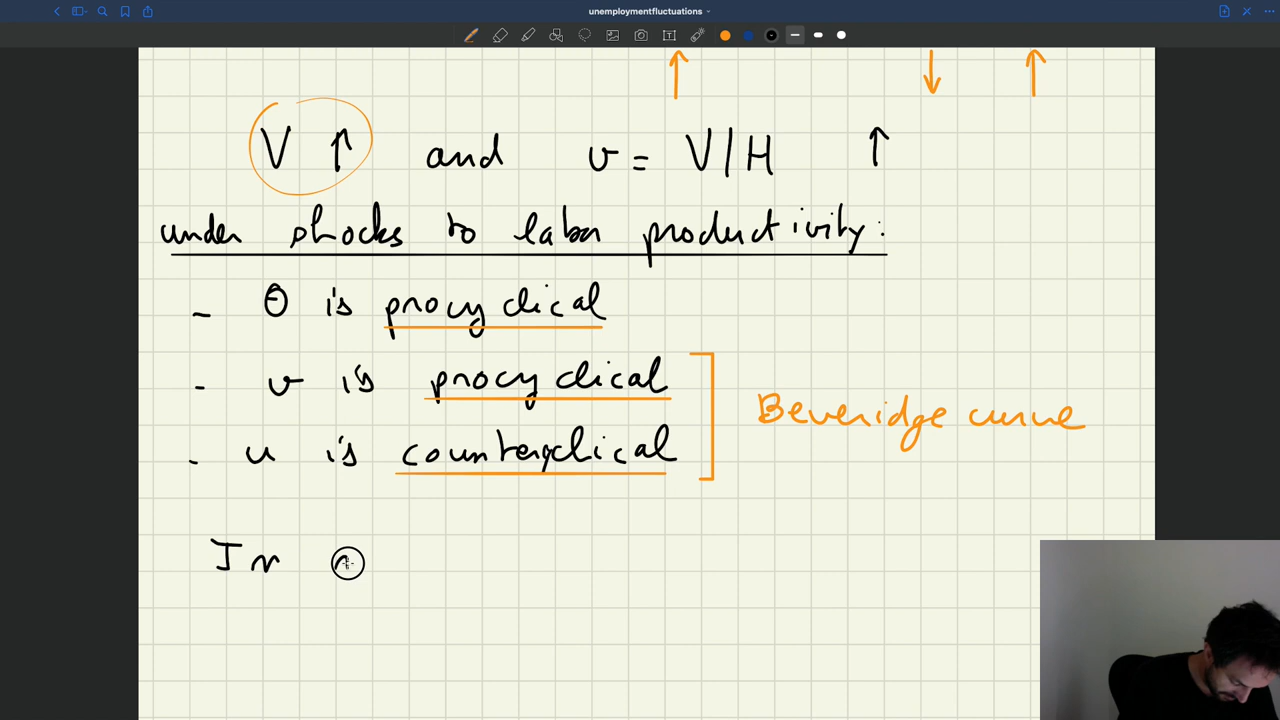 unemploymentfluctuations
V ↑ and v = V/H ↑
under shocks to labor productivity:
- θ is procyclical
- v is procyclical
- u is countercyclical
Beveridge curve
In